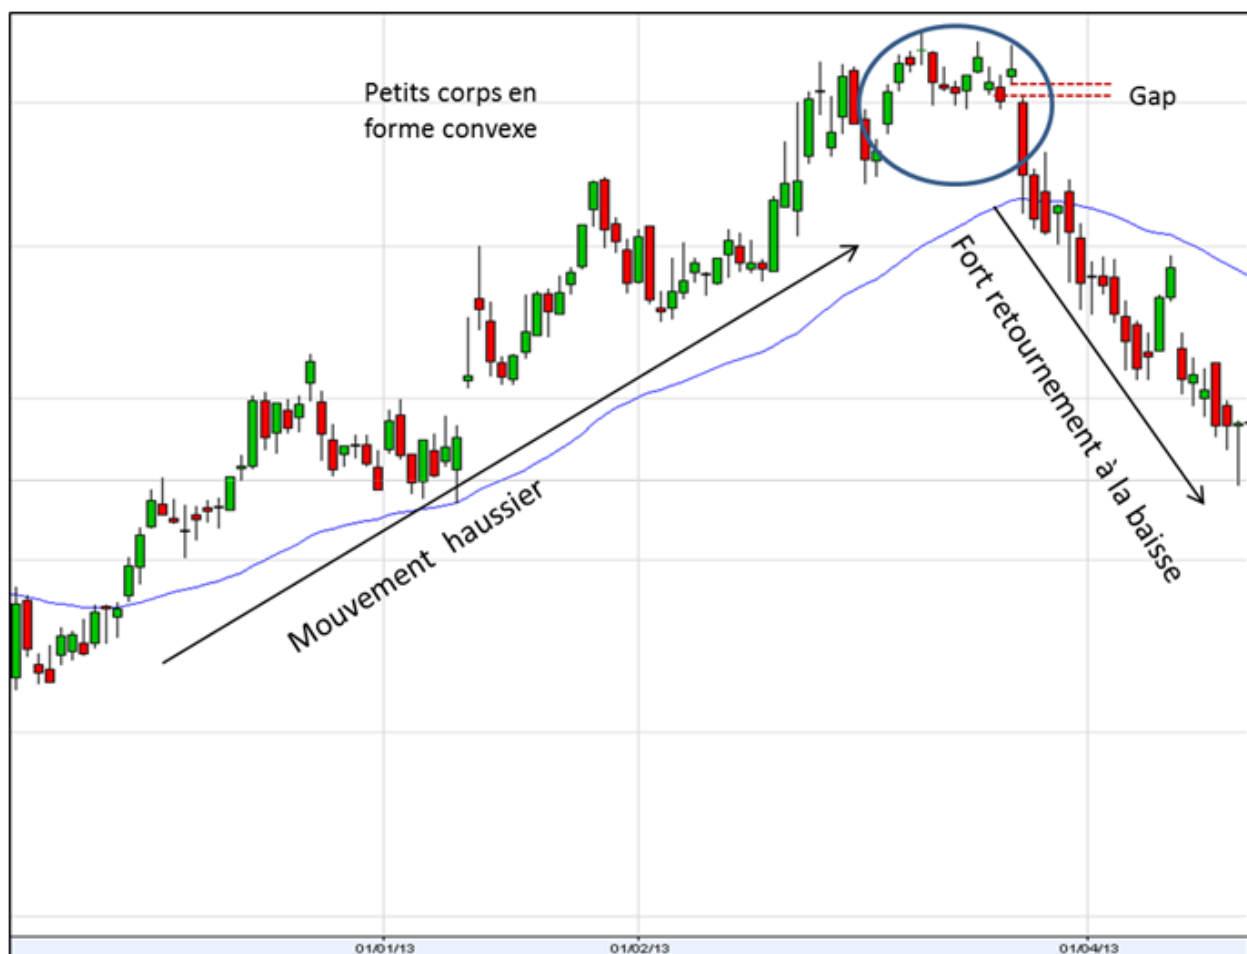 Petits corps en
forme convexe
Gap
Mouvement haussier
Fort retournement à la baisse
01/01/13
01/02/13
01/04/13